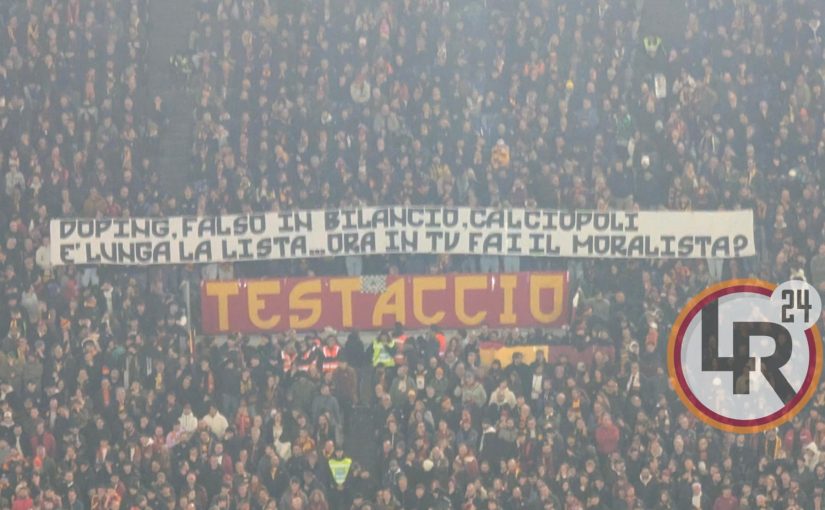 DOPING, FALSO IN BILANCIO, CALCIOPOLI
E' LUNGA LA LISTA... ORA IN TV FAI IL MORALISTA?
TESTACCIO
24
LR